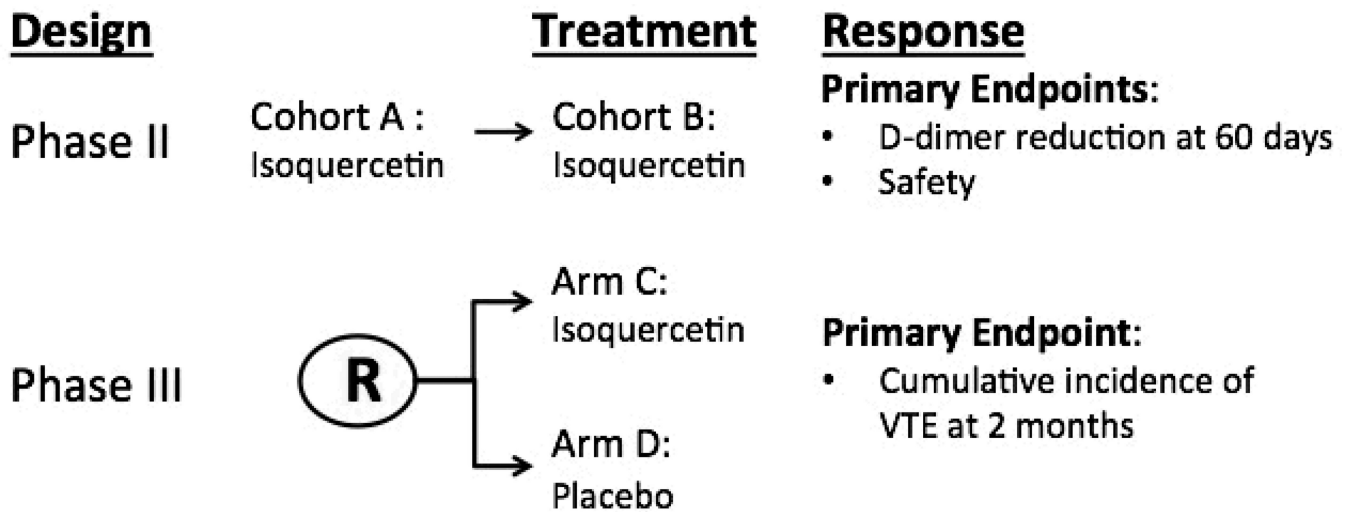 Design Treatment Response
Phase II
Cohort A :
Isoquercetin
Cohort B:
Isoquercetin
Primary Endpoints:
• D-dimer reduction at 60 days
• Safety
Phase III
R
Arm C:
Isoquercetin
Arm D:
Placebo
Primary Endpoint:
• Cumulative incidence of
VTE at 2 months